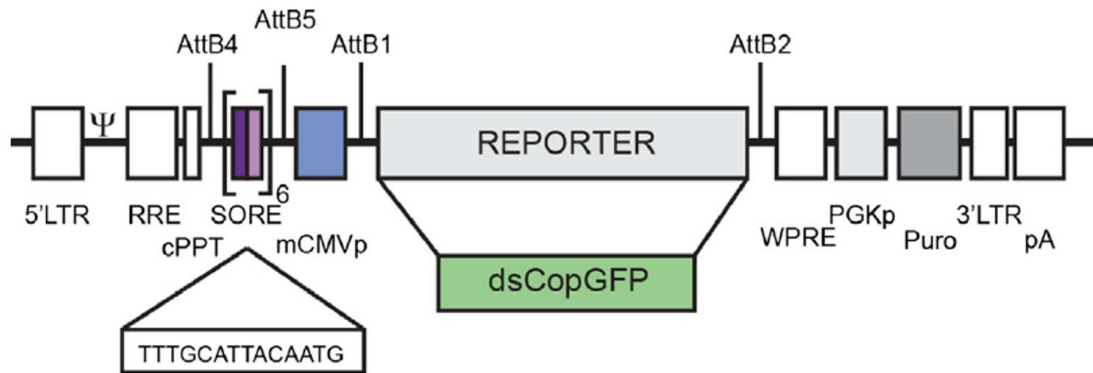 AttB5
AttB4 AttB1 AttB2
Ψ
REPORTER
6
5'LTR RRE SORE PGKp 3'LTR
cPPT mCMVp WPRE Puro pA
dsCopGFP
TTTGCATTACAATG